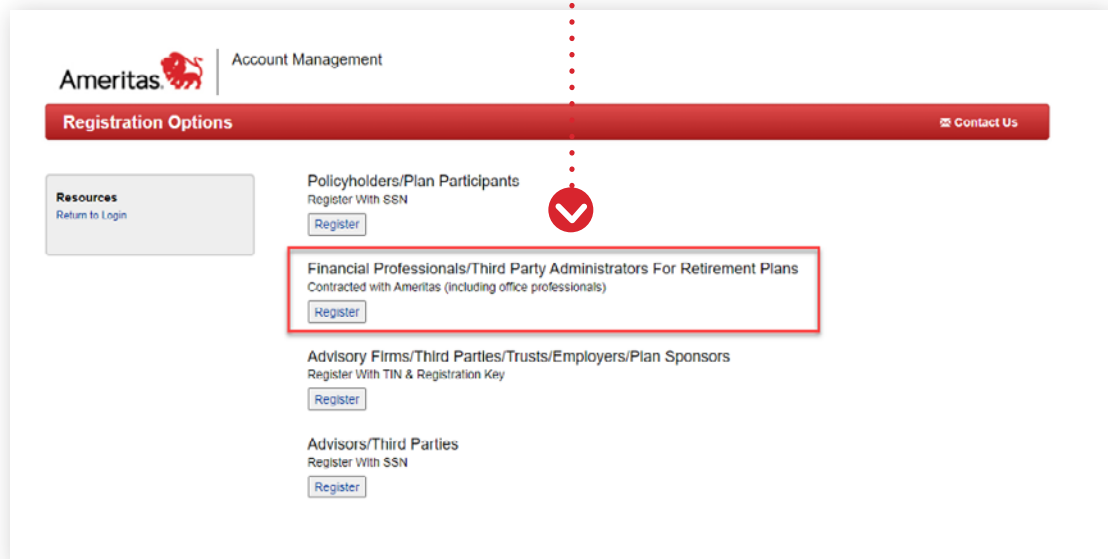 Ameritas
Account Management
Registration Options
Contact Us
Resources
Return to Login
Policyholders/Plan Participants
Register With SSN
Register
Financial Professionals/Third Party Administrators For Retirement Plans
Contracted with Ameritas (including office professionals)
Register
Advisory Firms/Third Parties/Trusts/Employers/Plan Sponsors
Register With TIN & Registration Key
Register
Advisors/Third Parties
Register With SSN
Register